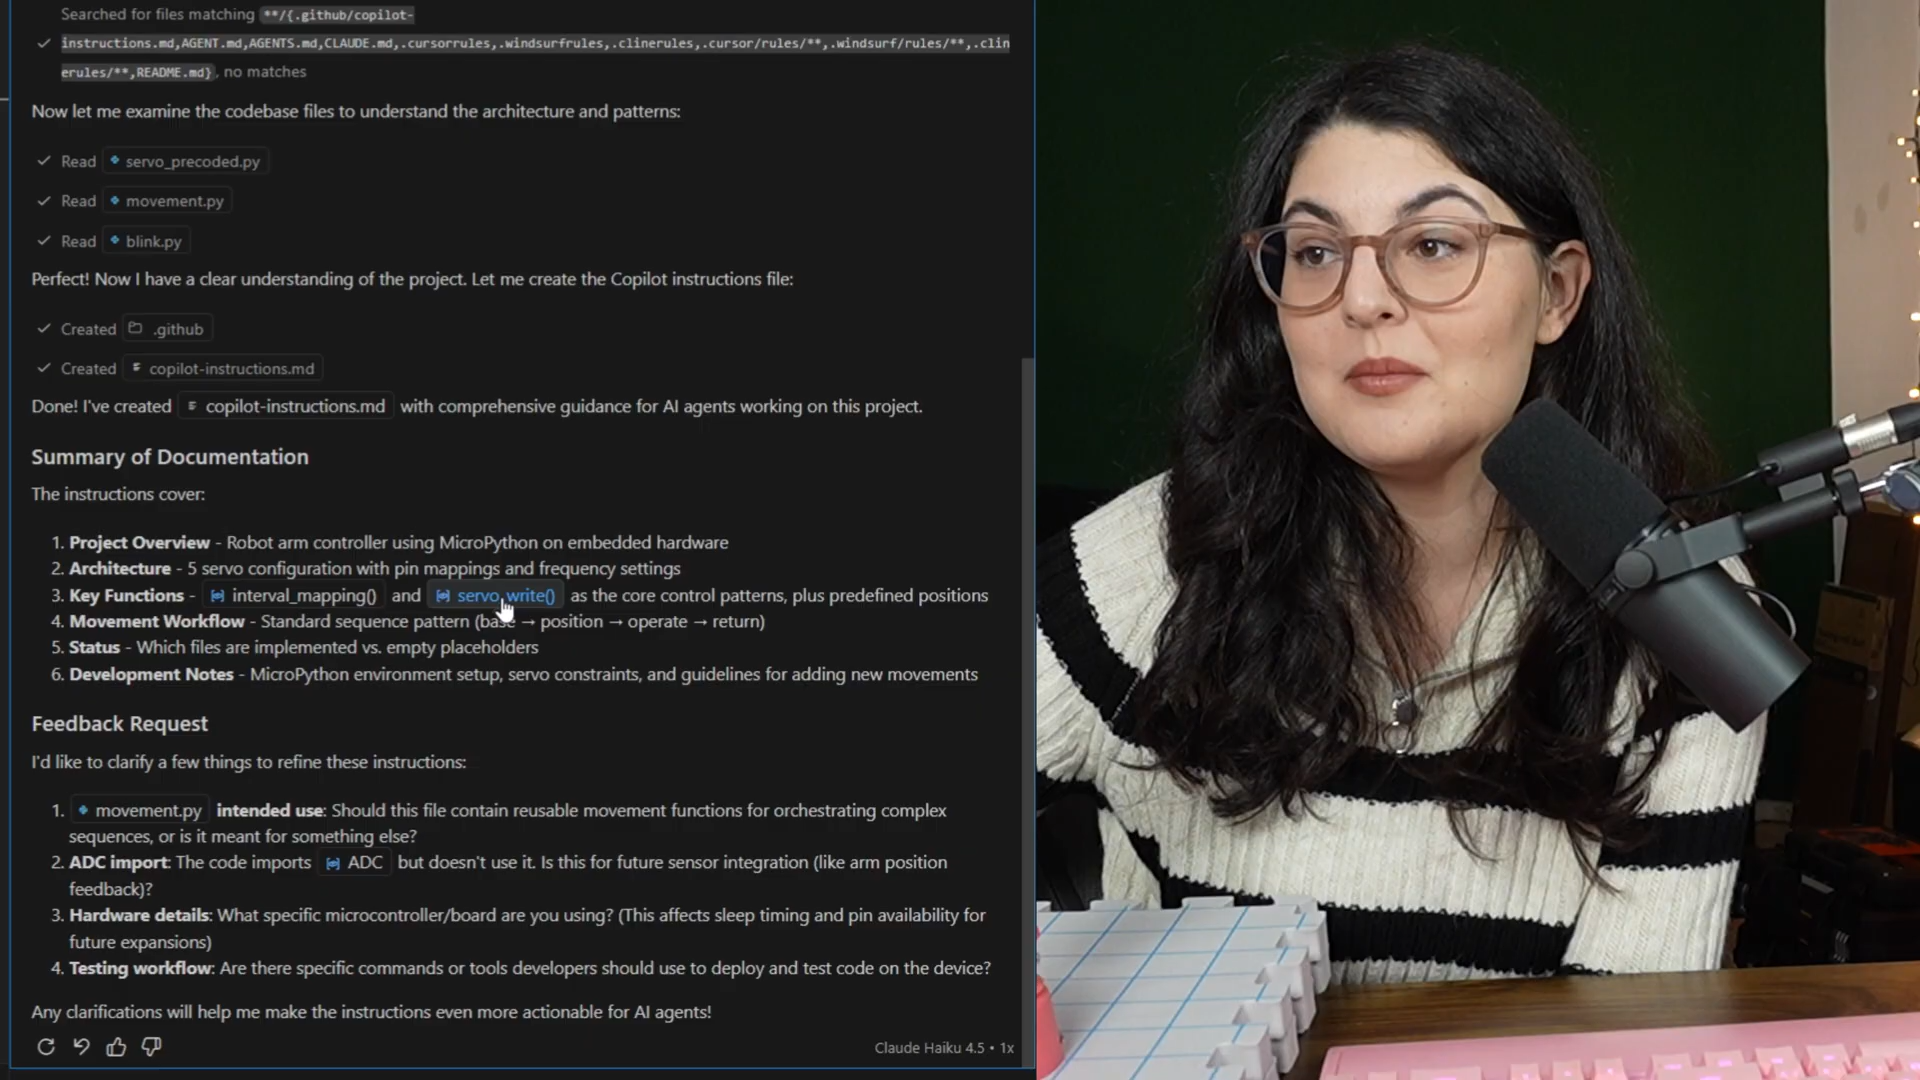 Searched for files matching **/{.github/copilot-
instructions.md,AGENT.md,AGENTS.md,CLAUDE.md,.cursorrules,.windsurfrules,.clinerules,.cursor/rules/**,.windsurf/rules/**,.clin
erules/**,README.md}, no matches
Now let me examine the codebase files to understand the architecture and patterns:
Read servo_precoded.py
Read movement.py
Read blink.py
Perfect! Now I have a clear understanding of the project. Let me create the Copilot instructions file:
Created .github
Created copilot-instructions.md
Done! I've created copilot-instructions.md with comprehensive guidance for AI agents working on this project.
Summary of Documentation
The instructions cover:
1. Project Overview - Robot arm controller using MicroPython on embedded hardware
2. Architecture - 5 servo configuration with pin mappings and frequency settings
3. Key Functions - interval_mapping() and servo_write() as the core control patterns, plus predefined positions
4. Movement Workflow - Standard sequence pattern (base → position → operate → return)
5. Status - Which files are implemented vs. empty placeholders
6. Development Notes - MicroPython environment setup, servo constraints, and guidelines for adding new movements
Feedback Request
I'd like to clarify a few things to refine these instructions:
1. movement.py intended use: Should this file contain reusable movement functions for orchestrating complex
sequences, or is it meant for something else?
2. ADC import: The code imports ADC but doesn't use it. Is this for future sensor integration (like arm position
feedback)?
3. Hardware details: What specific microcontroller/board are you using? (This affects sleep timing and pin availability for
future expansions)
4. Testing workflow: Are there specific commands or tools developers should use to deploy and test code on the device?
Any clarifications will help me make the instructions even more actionable for AI agents!
Claude Haiku 4.5 • 1x